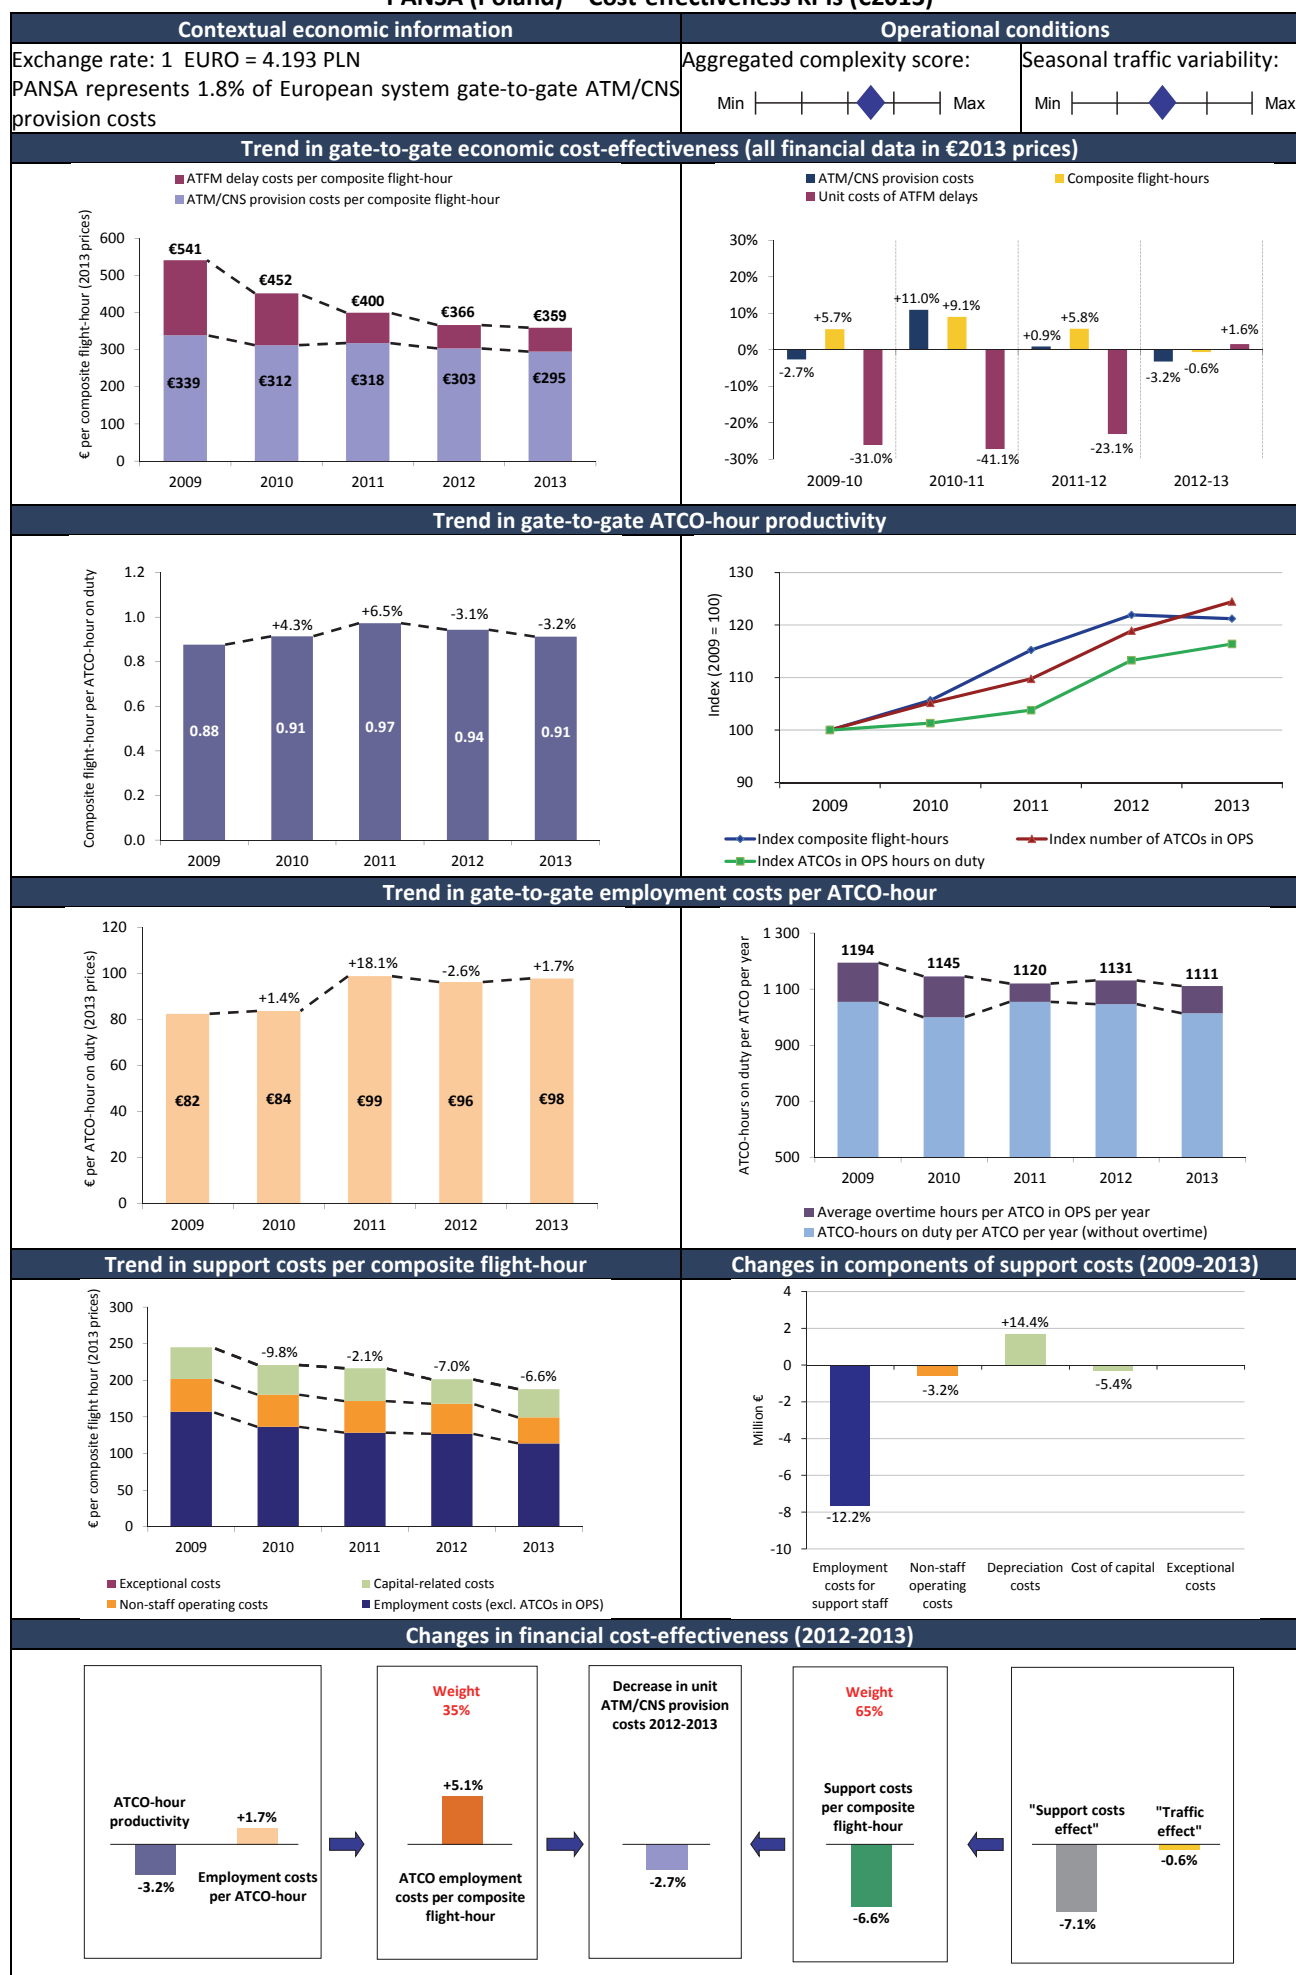 PANSA (Poland) – Cost-effectiveness KPIs (€2013)
Contextual economic information
Operational conditions
Exchange rate: 1 EURO = 4.193 PLN
PANSA represents 1.8% of European system gate-to-gate ATM/CNS
provision costs
Aggregated complexity score:
Min
Max
Seasonal traffic variability:
Min
Max
Trend in gate-to-gate economic cost-effectiveness (all financial data in €2013 prices)
ATFM delay costs per composite flight-hour
ATM/CNS provision costs per composite flight-hour
€ per composite flight-hour (2013 prices)
600
500
400
300
200
100
0
€541
€452
€400
€366
€359
€339
€312
€318
€303
€295
2009 2010 2011 2012 2013
ATM/CNS provision costs
Composite flight-hours
Unit costs of ATFM delays
30%
20%
10%
0%
-10%
-20%
-30%
-2.7%
+5.7%
-31.0%
+11.0%
+9.1%
-41.1%
+0.9%
+5.8%
-23.1%
-3.2%
-0.6%
+1.6%
2009-10 2010-11 2011-12 2012-13
Trend in gate-to-gate ATCO-hour productivity
Composite flight-hour per ATCO-hour on duty
1.2
1.0
0.8
0.6
0.4
0.2
0.0
+4.3%
+6.5%
-3.1%
-3.2%
0.88
0.91
0.97
0.94
0.91
2009 2010 2011 2012 2013
Index (2009 = 100)
130
120
110
100
90
2009 2010 2011 2012 2013
Index composite flight-hours
Index number of ATCOs in OPS
Index ATCOs in OPS hours on duty
Trend in gate-to-gate employment costs per ATCO-hour
€ per ATCO-hour on duty (2013 prices)
120
100
80
60
40
20
0
+1.4%
+18.1%
-2.6%
+1.7%
€82
€84
€99
€96
€98
2009 2010 2011 2012 2013
ATCO-hours on duty per ATCO per year
1 300
1 100
900
700
500
1194
1145
1120
1131
1111
2009 2010 2011 2012 2013
Average overtime hours per ATCO in OPS per year
ATCO-hours on duty per ATCO per year (without overtime)
Trend in support costs per composite flight-hour
Changes in components of support costs (2009-2013)
€ per composite flight hour (2013 prices)
300
250
200
150
100
50
0
-9.8%
-2.1%
-7.0%
-6.6%
2009 2010 2011 2012 2013
Exceptional costs
Capital-related costs
Non-staff operating costs
Employment costs (excl. ATCOs in OPS)
Million €
4
2
0
-2
-4
-6
-8
-10
-12.2%
-3.2%
+14.4%
-5.4%
Employment
costs for
support staff
Non-staff
operating
costs
Depreciation
costs
Cost of capital
Exceptional
costs
Changes in financial cost-effectiveness (2012-2013)
ATCO-hour
productivity
-3.2%
+1.7%
Employment costs
per ATCO-hour
Weight
35%
+5.1%
ATCO employment
costs per composite
flight-hour
Decrease in unit
ATM/CNS provision
costs 2012-2013
-2.7%
Weight
65%
Support costs
per composite
flight-hour
-6.6%
"Support costs
effect"
-7.1%
"Traffic
effect"
-0.6%